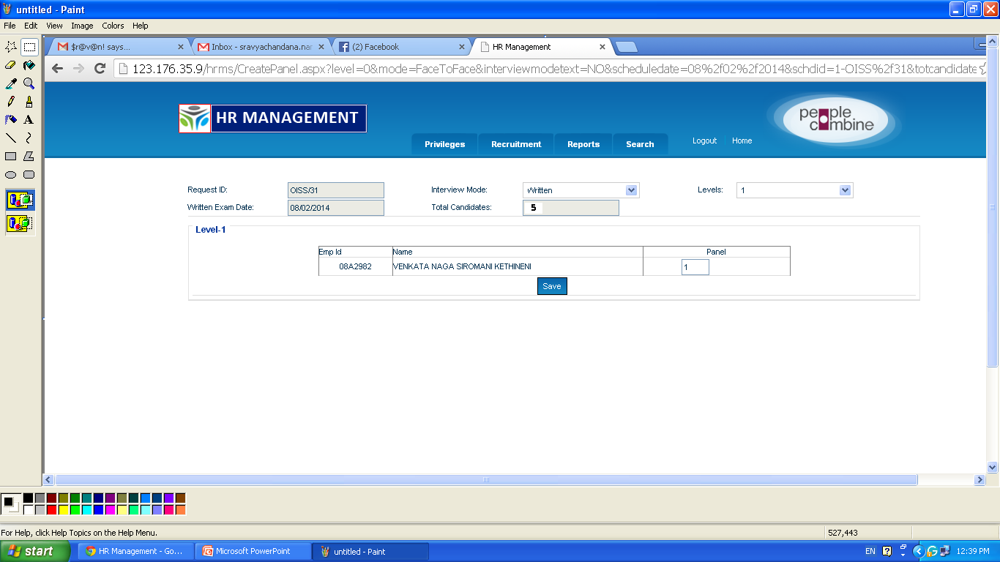 untitled - Paint
File Edit View Image Colors Help
$r@v@n! says...
Inbox - sravyachandana.nar
(2) Facebook
HR Management
123.176.35.9/hrms/CreatePanel.aspx?level=0&mode=FaceToFace&interviewmodetext=NO&scheduledate=08%2f02%2f2014&schdid=1-OISS%2f31&totcandidate
HR MANAGEMENT
people combine
Privileges Recruitment Reports Search
Logout Home
Request ID: OISS/31 Interview Mode: Written Levels: 1
Written Exam Date: 08/02/2014 Total Candidates: 5
Level-1
Emp Id Name Panel
08A2982 VENKATA NAGA SIROMANI KETHINENI 1
Save
A
For Help, click Help Topics on the Help Menu.
527,443
start
HR Management - Go...
Microsoft PowerPoint
untitled - Paint
EN
12:39 PM